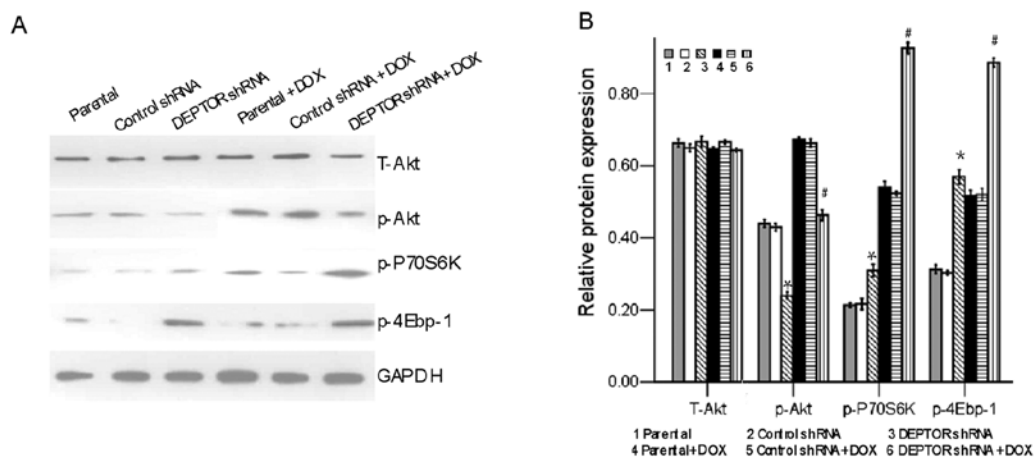 A
Parental
Control shRNA
DEPTOR shRNA
Parental + DOX
Control shRNA + DOX
DEPTOR shRNA + DOX
T-Akt
p-Akt
p-P70S6K
p-4Ebp-1
GAPDH
B
Relative protein expression
0.80
0.60
0.40
0.20
0.00
1 2 3 4 5 6
* # * # * #
T-Akt p-Akt p-P70S6K p-4Ebp-1
1 Parental 2 Control shRNA 3 DEPTOR shRNA
4 Parental+DOX 5 Control shRNA+DOX 6 DEPTOR shRNA+DOX